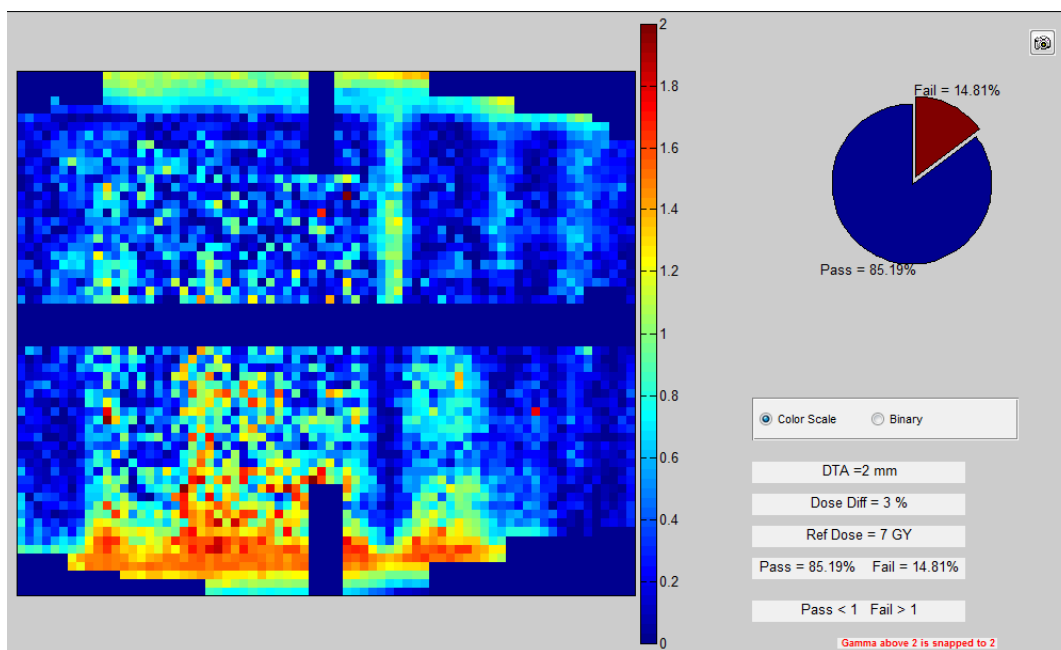 2
1.8
1.6
1.4
1.2
1
0.8
0.6
0.4
0.2
0
Fail = 14.81%
Pass = 85.19%
Color Scale
Binary
DTA =2 mm
Dose Diff = 3 %
Ref Dose = 7 GY
Pass = 85.19% Fail = 14.81%
Pass < 1 Fail > 1
Gamma above 2 is snapped to 2